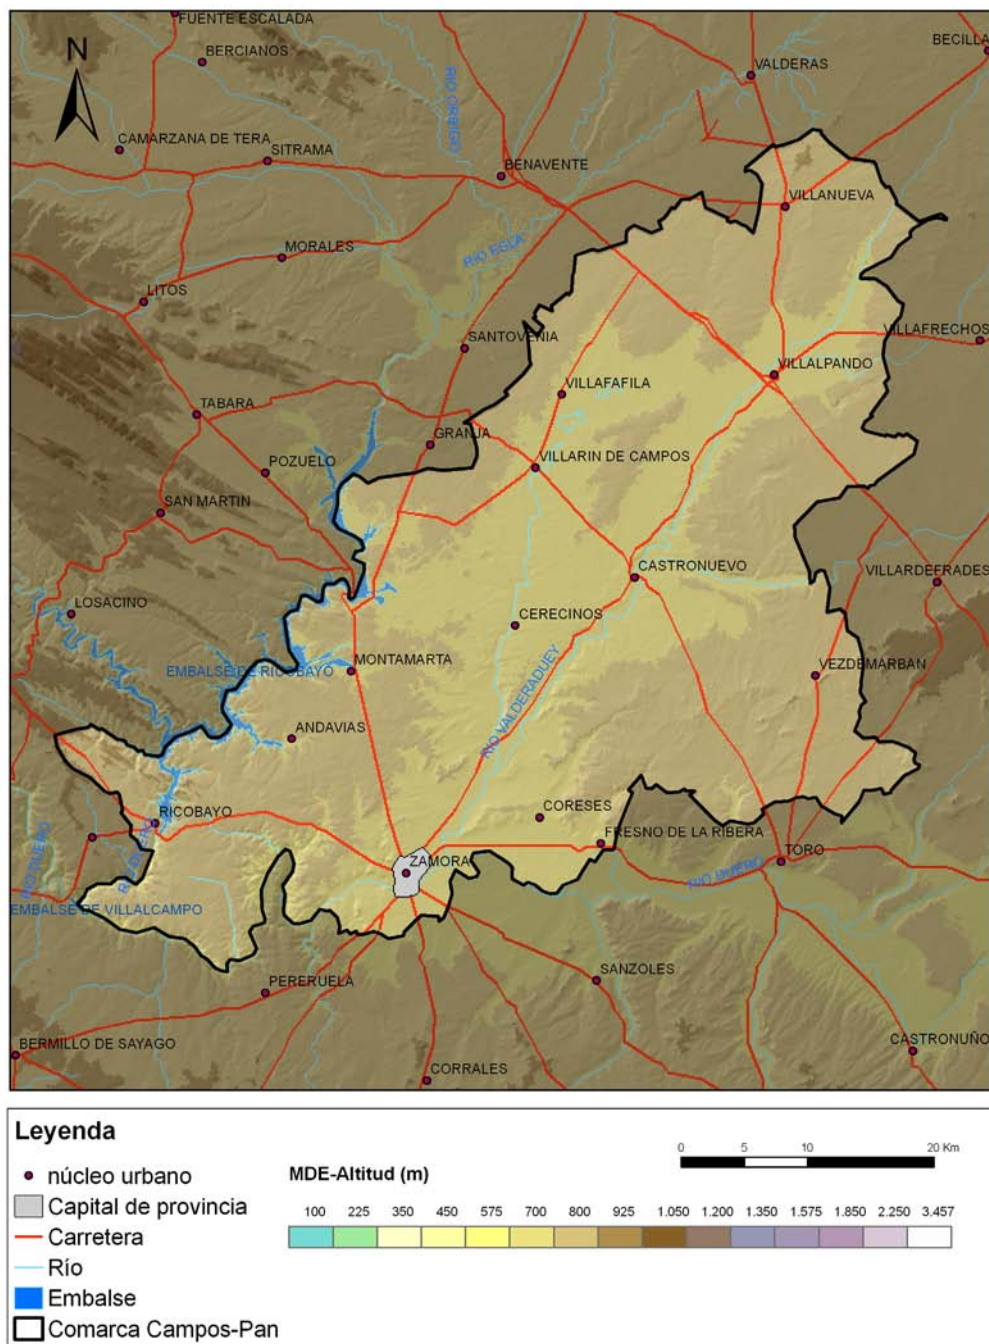 FUENTE ESCALADA
BERCIANOS
BECILLA
N
VALDERAS
RIO ORBIGO
CAMARZANA DE TERA
SITRAMA
BENAVENTE
VILLANUEVA
MORALES
RIO ESLA
LITOS
SANTOVENIA
VILLAFRECHOS
VILLALPANDO
VILLAFAFILA
TABARA
GRANJA
VILLARIN DE CAMPOS
POZUELO
SAN MARTIN
CASTRONUEVO
VILLARDEFRADES
LOSACINO
CERECINOS
EMBALSE DE RICOBAYO
MONTAMARTA
VEZDEMARBAN
RIO VALDERADUEY
ANDAVIAS
RICOBAYO
CORESES
FRESNO DE LA RIBERA
RIO DUERO
RIO DUERO
ZAMORA
TORO
RIO DUERO
EMBALSE DE VILLALCAMPO
PERERUELA
SANZOLES
BERMILLO DE SAYAGO
CASTRONUÑO
CORRALES
Leyenda
núcleo urbano
Capital de provincia
Carretera
Río
Embalse
Comarca Campos-Pan
MDE-Altitud (m)
0 5 10 20 Km
100 225 350 450 575 700 800 925 1.050 1.200 1.350 1.575 1.850 2.250 3.457